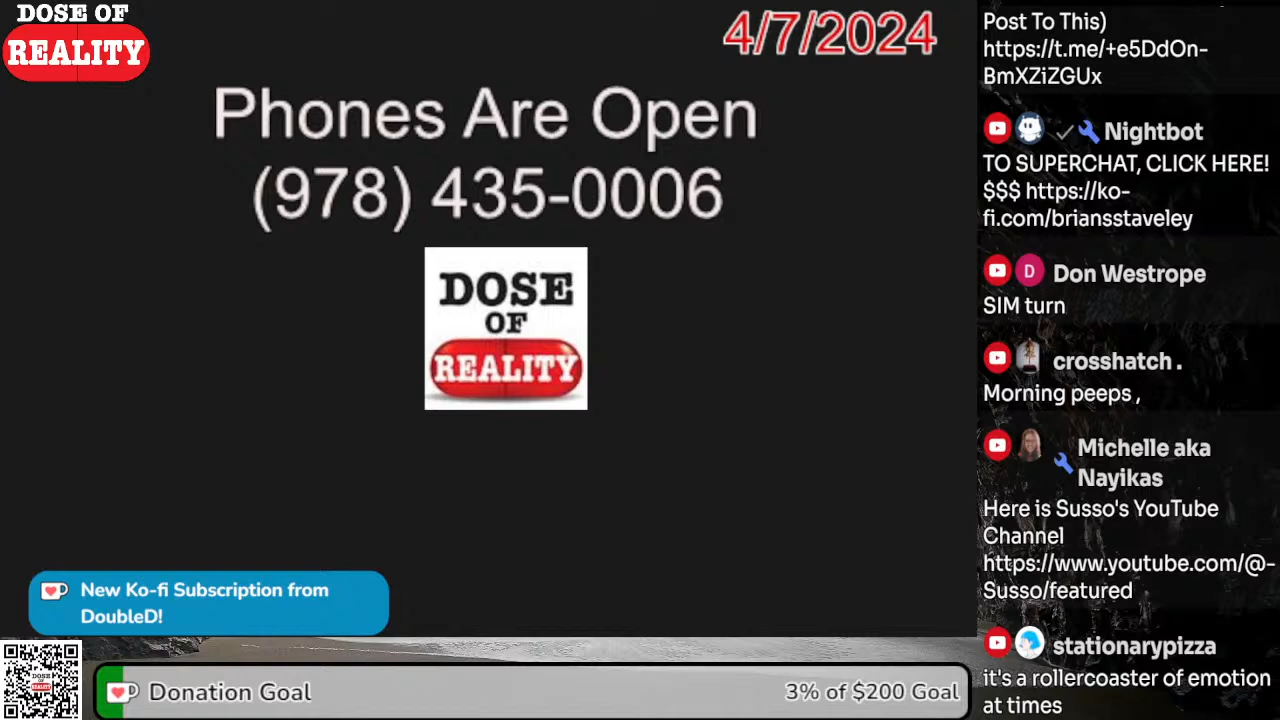 DOSE OF
REALITY
4/7/2024
Phones Are Open
(978) 435-0006
DOSE
OF
REALITY
New Ko-fi Subscription from
DoubleD!
DOSE OF
REALITY
Donation Goal
3% of $200 Goal
Post To This)
https://t.me/+e5DdOn-
BmXZiZGUx
Nightbot
TO SUPERCHAT, CLICK HERE!
$$$ https://ko-
fi.com/briansstaveley
D
Don Westrope
SIM turn
crosshatch .
Morning peeps ,
Michelle aka
Nayikas
Here is Susso's YouTube
Channel
https://www.youtube.com/@-
Susso/featured
stationarypizza
it's a rollercoaster of emotion
at times